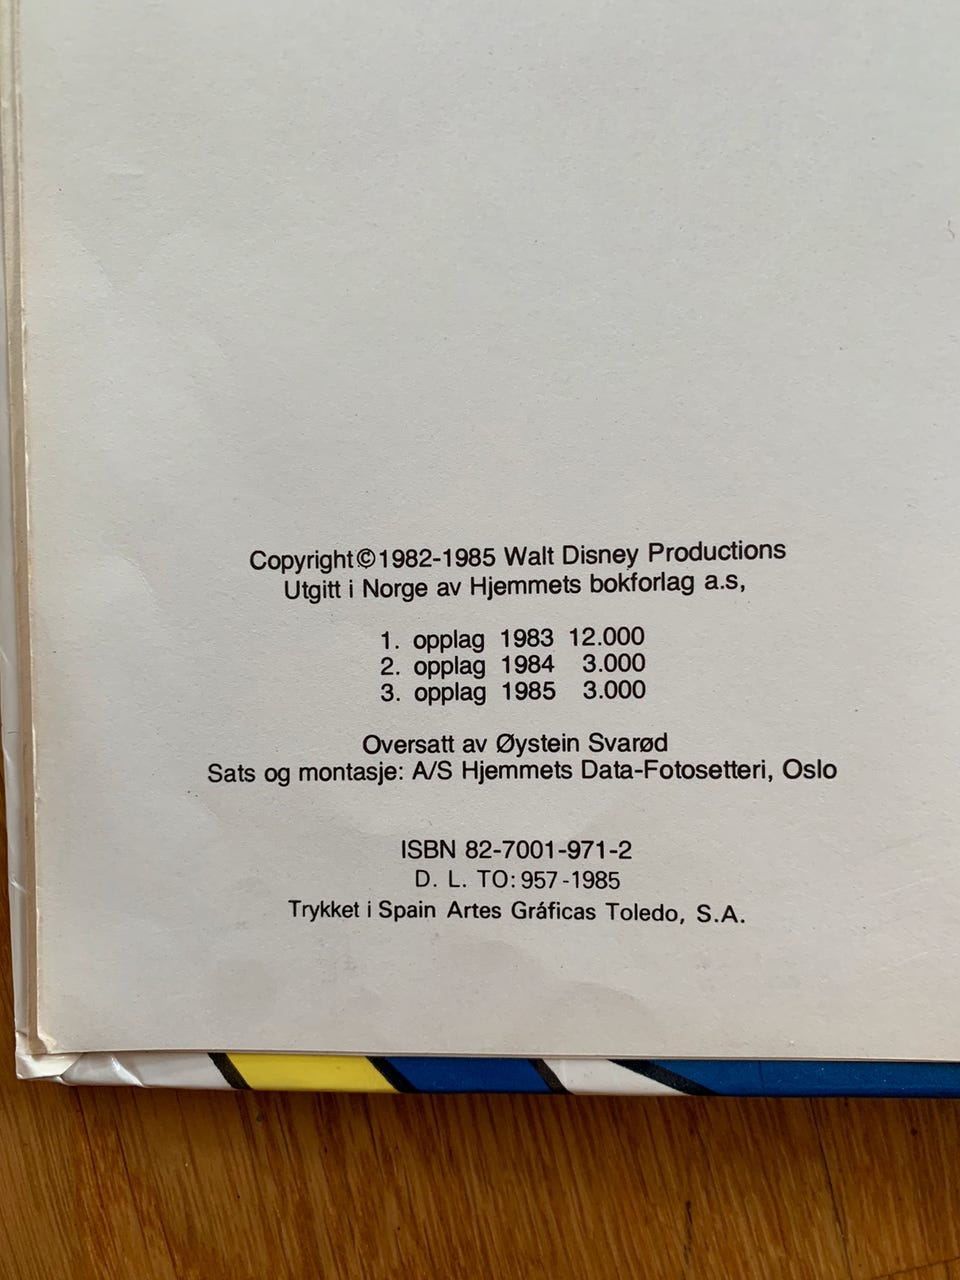 Copyright©1982-1985 Walt Disney Productions
Utgitt i Norge av Hjemmets bokforlag a.s,
1. opplag 1983 12.000
2. opplag 1984 3.000
3. opplag 1985 3.000
Oversatt av Øystein Svarød
Sats og montasje: A/S Hjemmets Data-Fotosetteri, Oslo
ISBN 82-7001-971-2
D. L. TO: 957-1985
Trykket i Spain Artes Gráficas Toledo, S.A.